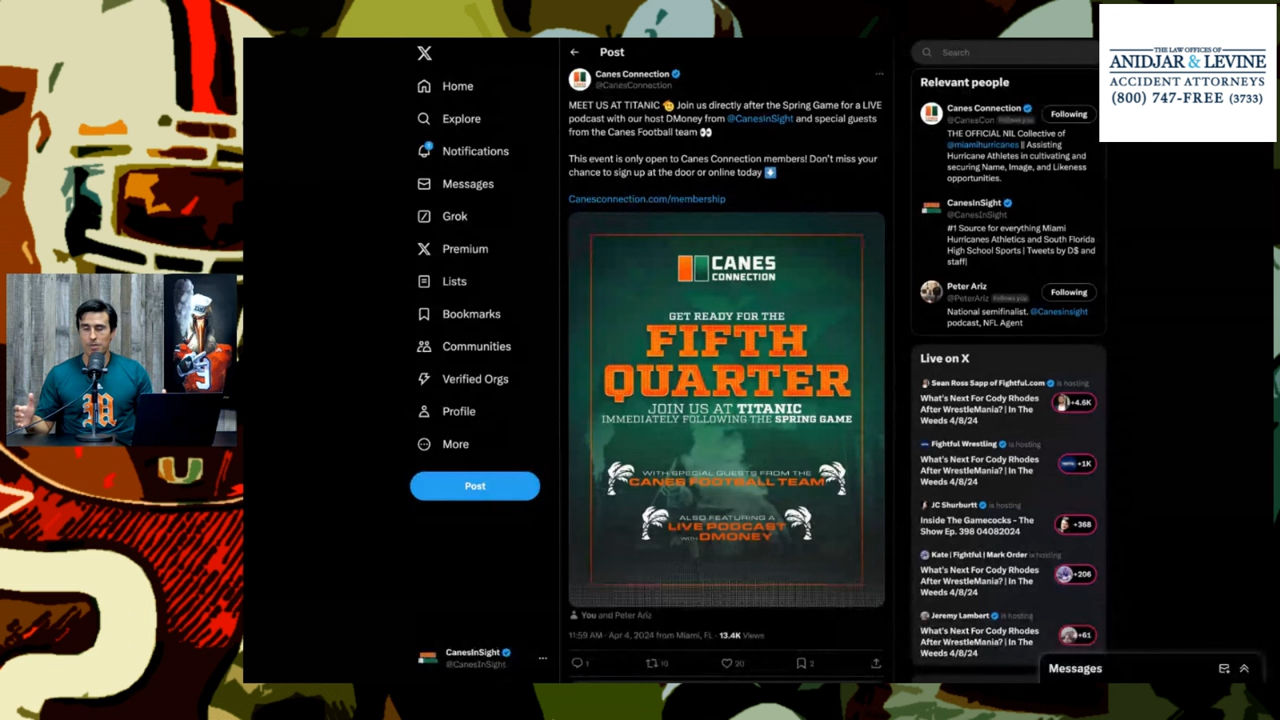 THE LAW OFFICES OF
ANIDJAR & LEVINE
ACCIDENT ATTORNEYS
(800) 747-FREE (3733)
Home
Explore
Notifications
Messages
Grok
Premium
Lists
Bookmarks
Communities
Verified Orgs
Profile
More
Post
CanesInSight
@CanesInSight
Post
Canes Connection
@CanesConnection
MEET US AT TITANIC Join us directly after the Spring Game for a LIVE
podcast with our host DMoney from @CanesInSight and special guests
from the Canes Football team
This event is only open to Canes Connection members! Don't miss your
chance to sign up at the door or online today
Canesconnection.com/membership
CANES
CONNECTION
GET READY FOR THE
FIFTH
QUARTER
JOIN US AT TITANIC
IMMEDIATELY FOLLOWING THE SPRING GAME
WITH SPECIAL GUESTS FROM THE
CANES FOOTBALL TEAM
ALSO FEATURING A
LIVE PODCAST
WITH DMONEY
You and Peter Ariz
11:59 AM · Apr 4, 2024 from Miami, FL · 13.4K Views
1 10 20 2
Search
Relevant people
Canes Connection
@CanesCon Follows you
Following
THE OFFICIAL NIL Collective of
@miamihurricanes || Assisting
Hurricane Athletes in cultivating and
securing Name, Image, and Likeness
opportunities.
CanesInSight
@CanesInSight
#1 Source for everything Miami
Hurricanes Athletics and South Florida
High School Sports | Tweets by D$ and
staff|
Peter Ariz
@PeterAriz Follows you
Following
National semifinalist. @Canesinsight
podcast, NFL Agent
Live on X
Sean Ross Sapp of Fightful.com is hosting
What's Next For Cody Rhodes
After WrestleMania? | In The
Weeds 4/8/24
+4.6K
Fightful Wrestling is hosting
What's Next For Cody Rhodes
After WrestleMania? | In The
Weeds 4/8/24
+1K
JC Shurburtt is hosting
Inside The Gamecocks - The
Show Ep. 398 04082024
+368
Kate | Fightful | Mark Order is hosting
What's Next For Cody Rhodes
After WrestleMania? | In The
Weeds 4/8/24
+206
Jeremy Lambert is hosting
What's Next For Cody Rhodes
After WrestleMania? | In The
Weeds 4/8/24
+61
Messages